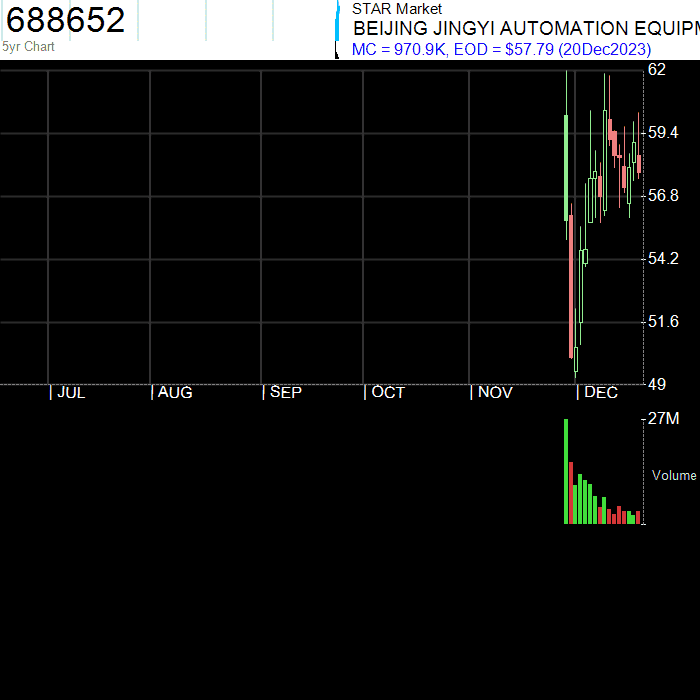 688652
5yr Chart
STAR Market
BEIJING JINGYI AUTOMATION EQUIPM
MC = 970.9K, EOD = $57.79 (20Dec2023)
62
59.4
56.8
54.2
51.6
49
| JUL | AUG | SEP | OCT | NOV | DEC
27M
Volume